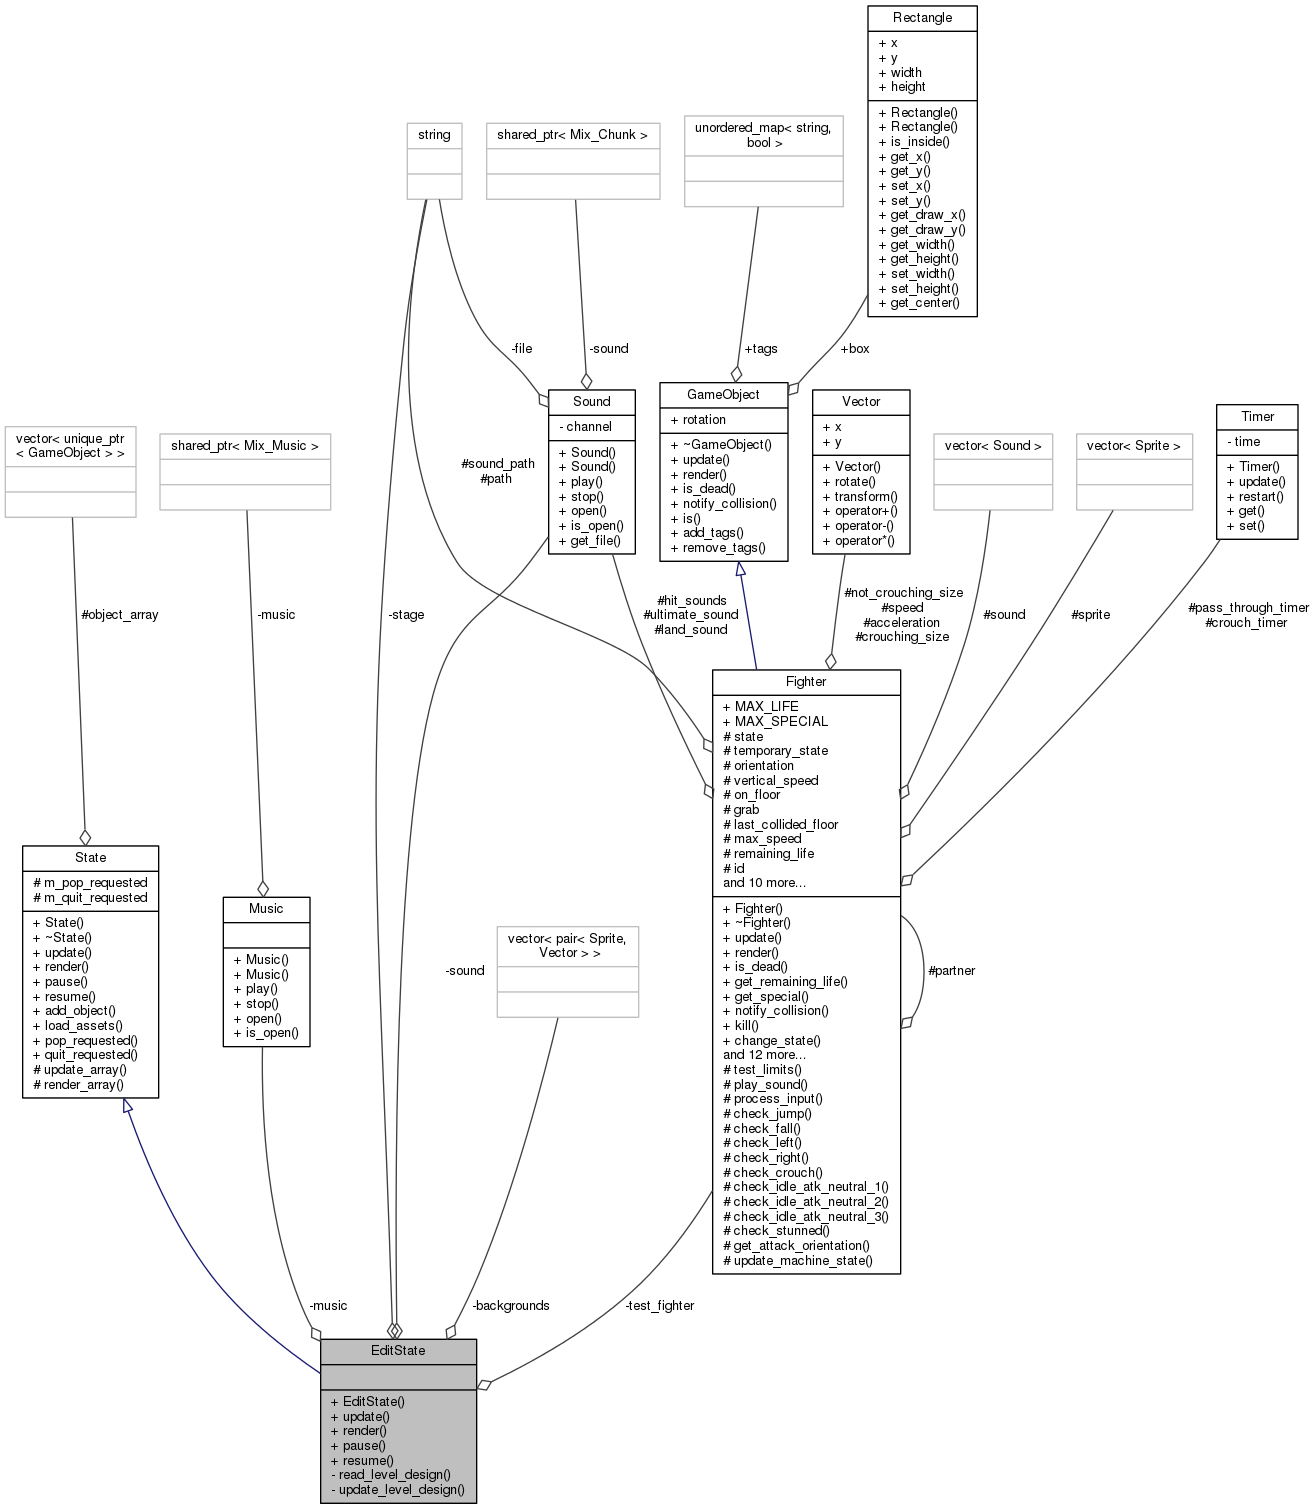 Rectangle
+ x
+ y
+ width
+ height
+ Rectangle()
+ Rectangle()
+ is_inside()
+ get_x()
+ get_y()
+ set_x()
+ set_y()
+ get_draw_x()
+ get_draw_y()
+ get_width()
+ get_height()
+ set_width()
+ set_height()
+ get_center()
string
shared_ptr< Mix_Chunk >
unordered_map< string,
bool >
-file
-sound
+tags
+box
Sound
- channel
+ Sound()
+ Sound()
+ play()
+ stop()
+ open()
+ is_open()
+ get_file()
GameObject
+ rotation
+ ~GameObject()
+ update()
+ render()
+ is_dead()
+ notify_collision()
+ is()
+ add_tags()
+ remove_tags()
Vector
+ x
+ y
+ Vector()
+ rotate()
+ transform()
+ operator+()
+ operator-()
+ operator*()
vector< Sound >
vector< Sprite >
Timer
- time
+ Timer()
+ update()
+ restart()
+ get()
+ set()
vector< unique_ptr
< GameObject > >
shared_ptr< Mix_Music >
#sound_path
#path
#object_array
-music
-stage
#hit_sounds
#ultimate_sound
#land_sound
#not_crouching_size
#speed
#acceleration
#crouching_size
#sound
#sprite
#pass_through_timer
#crouch_timer
Fighter
+ MAX_LIFE
+ MAX_SPECIAL
# state
# temporary_state
# orientation
# vertical_speed
# on_floor
# grab
# last_collided_floor
# max_speed
# remaining_life
# id
and 10 more...
+ Fighter()
+ ~Fighter()
+ update()
+ render()
+ is_dead()
+ get_remaining_life()
+ get_special()
+ notify_collision()
+ kill()
+ change_state()
and 12 more...
# test_limits()
# play_sound()
# process_input()
# check_jump()
# check_fall()
# check_left()
# check_right()
# check_crouch()
# check_idle_atk_neutral_1()
# check_idle_atk_neutral_2()
# check_idle_atk_neutral_3()
# check_stunned()
# get_attack_orientation()
# update_machine_state()
#partner
State
# m_pop_requested
# m_quit_requested
+ State()
+ ~State()
+ update()
+ render()
+ pause()
+ resume()
+ add_object()
+ load_assets()
+ pop_requested()
+ quit_requested()
# update_array()
# render_array()
Music
+ Music()
+ Music()
+ play()
+ stop()
+ open()
+ is_open()
-sound
vector< pair< Sprite,
Vector > >
-music
-backgrounds
-test_fighter
EditState
+ EditState()
+ update()
+ render()
+ pause()
+ resume()
- read_level_design()
- update_level_design()